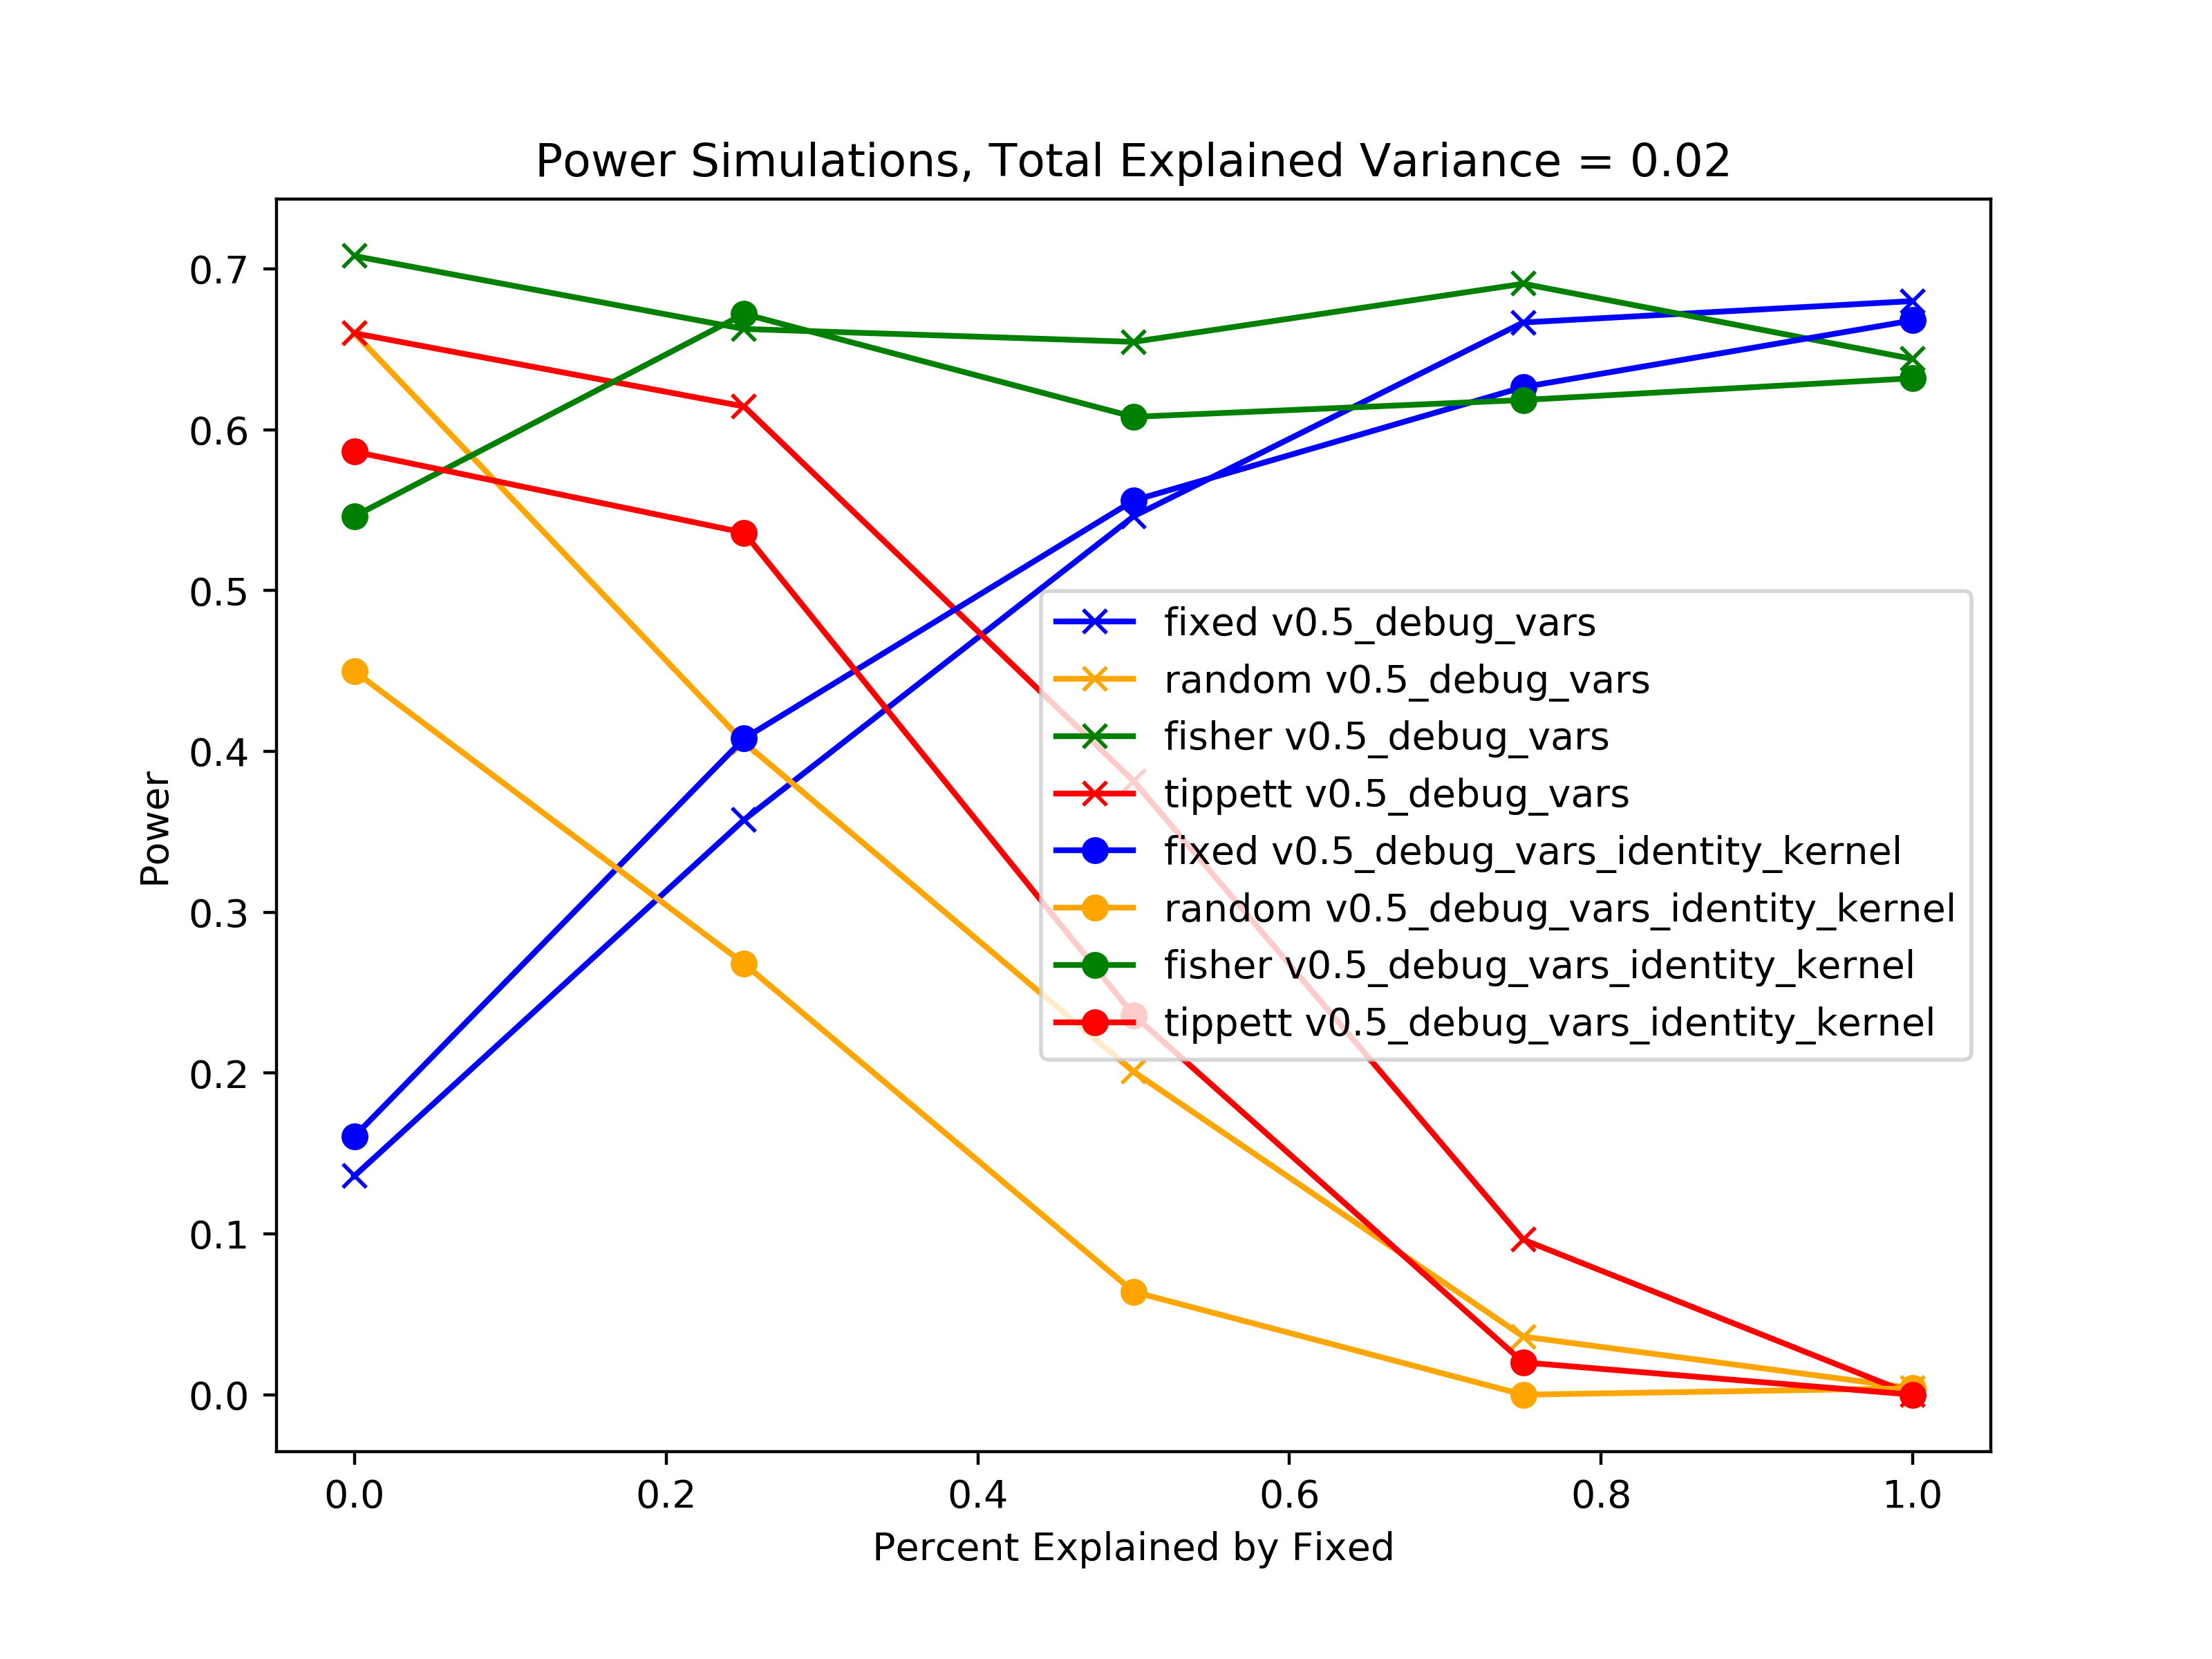 Power Simulations, Total Explained Variance = 0.02
0.7
0.6
0.5
0.4
0.3
0.2
0.1
0.0
Power
fixed v0.5_debug_vars
random v0.5_debug_vars
fisher v0.5_debug_vars
tippett v0.5_debug_vars
fixed v0.5_debug_vars_identity_kernel
random v0.5_debug_vars_identity_kernel
fisher v0.5_debug_vars_identity_kernel
tippett v0.5_debug_vars_identity_kernel
0.0 0.2 0.4 0.6 0.8 1.0
Percent Explained by Fixed